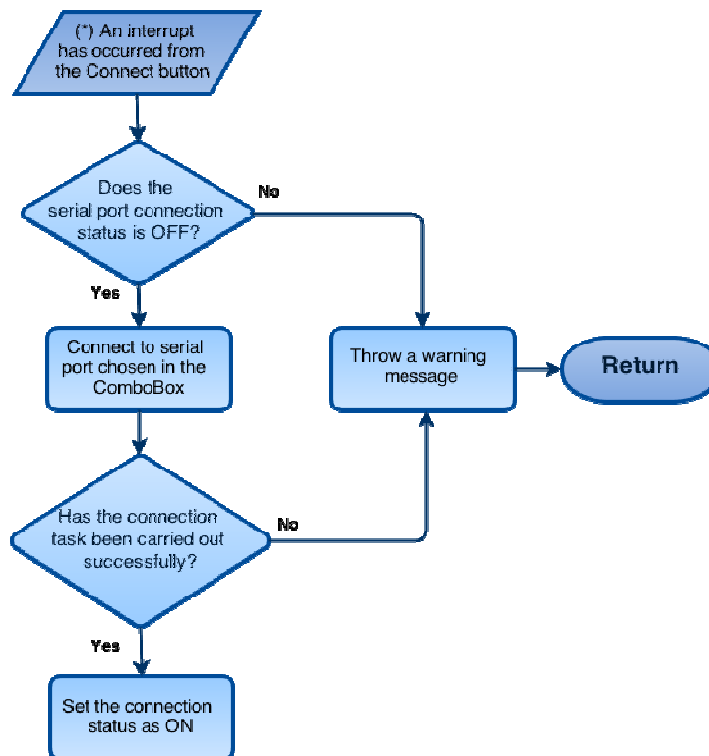 (*) An interrupt
has occurred from
the Connect button
Does the
serial port connection
status is OFF?
No
Yes
Connect to serial
port chosen in the
ComboBox
Throw a warning
message
Return
Has the connection
task been carried out
successfully?
No
Yes
Set the connection
status as ON